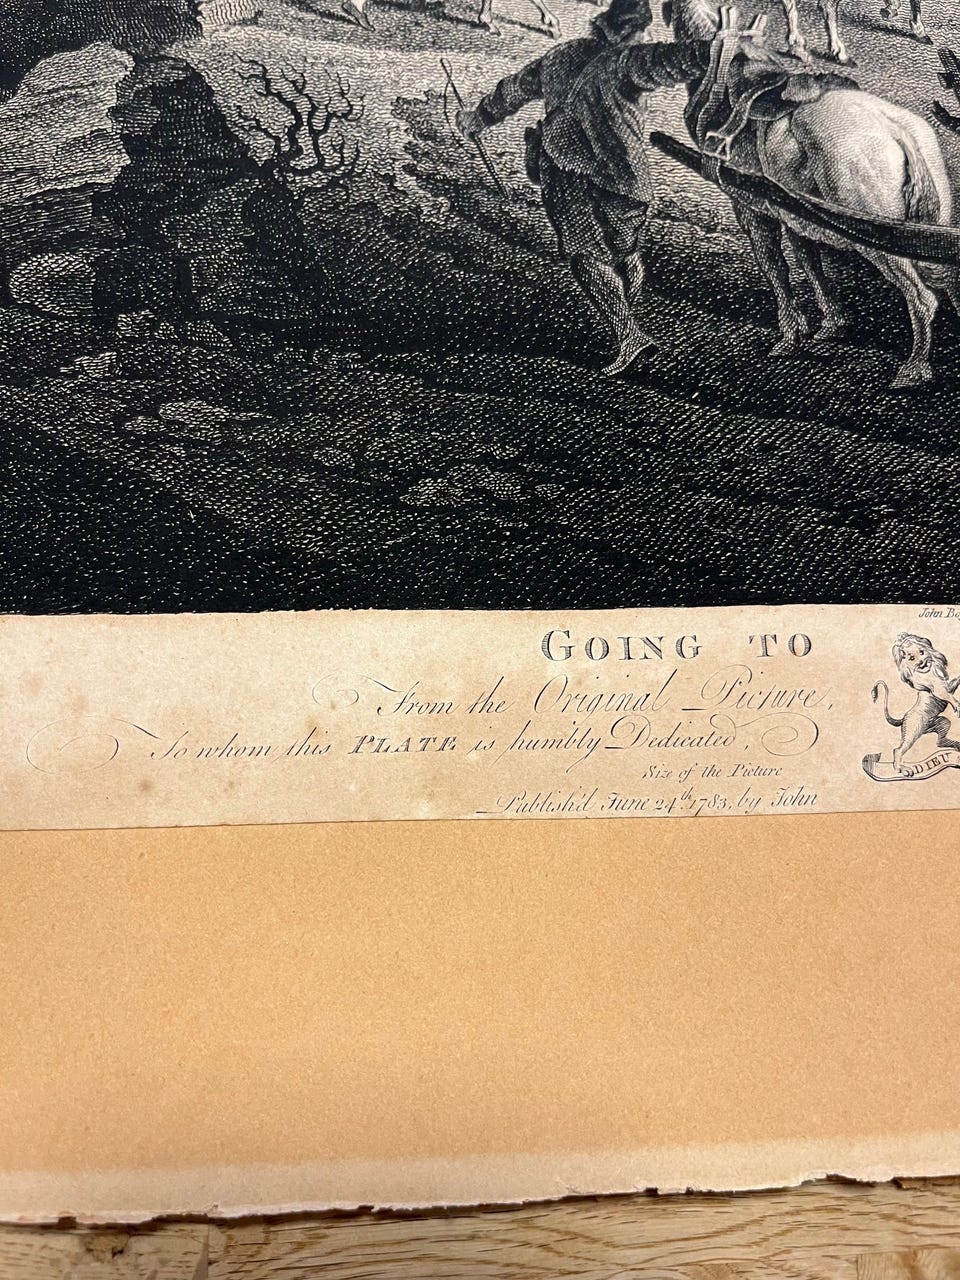 John
GOING TO
From the Original Picture,
To whom this PLATE is humbly Dedicated,
DIEU
Size of the Picture
Publish'd June 24th. 1783, by John